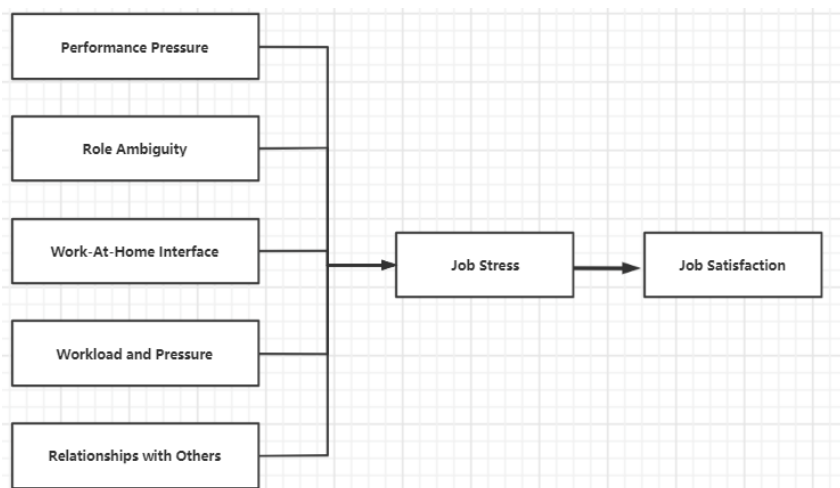 Performance Pressure
Role Ambiguity
Work-At-Home Interface
Workload and Pressure
Relationships with Others
Job Stress
Job Satisfaction